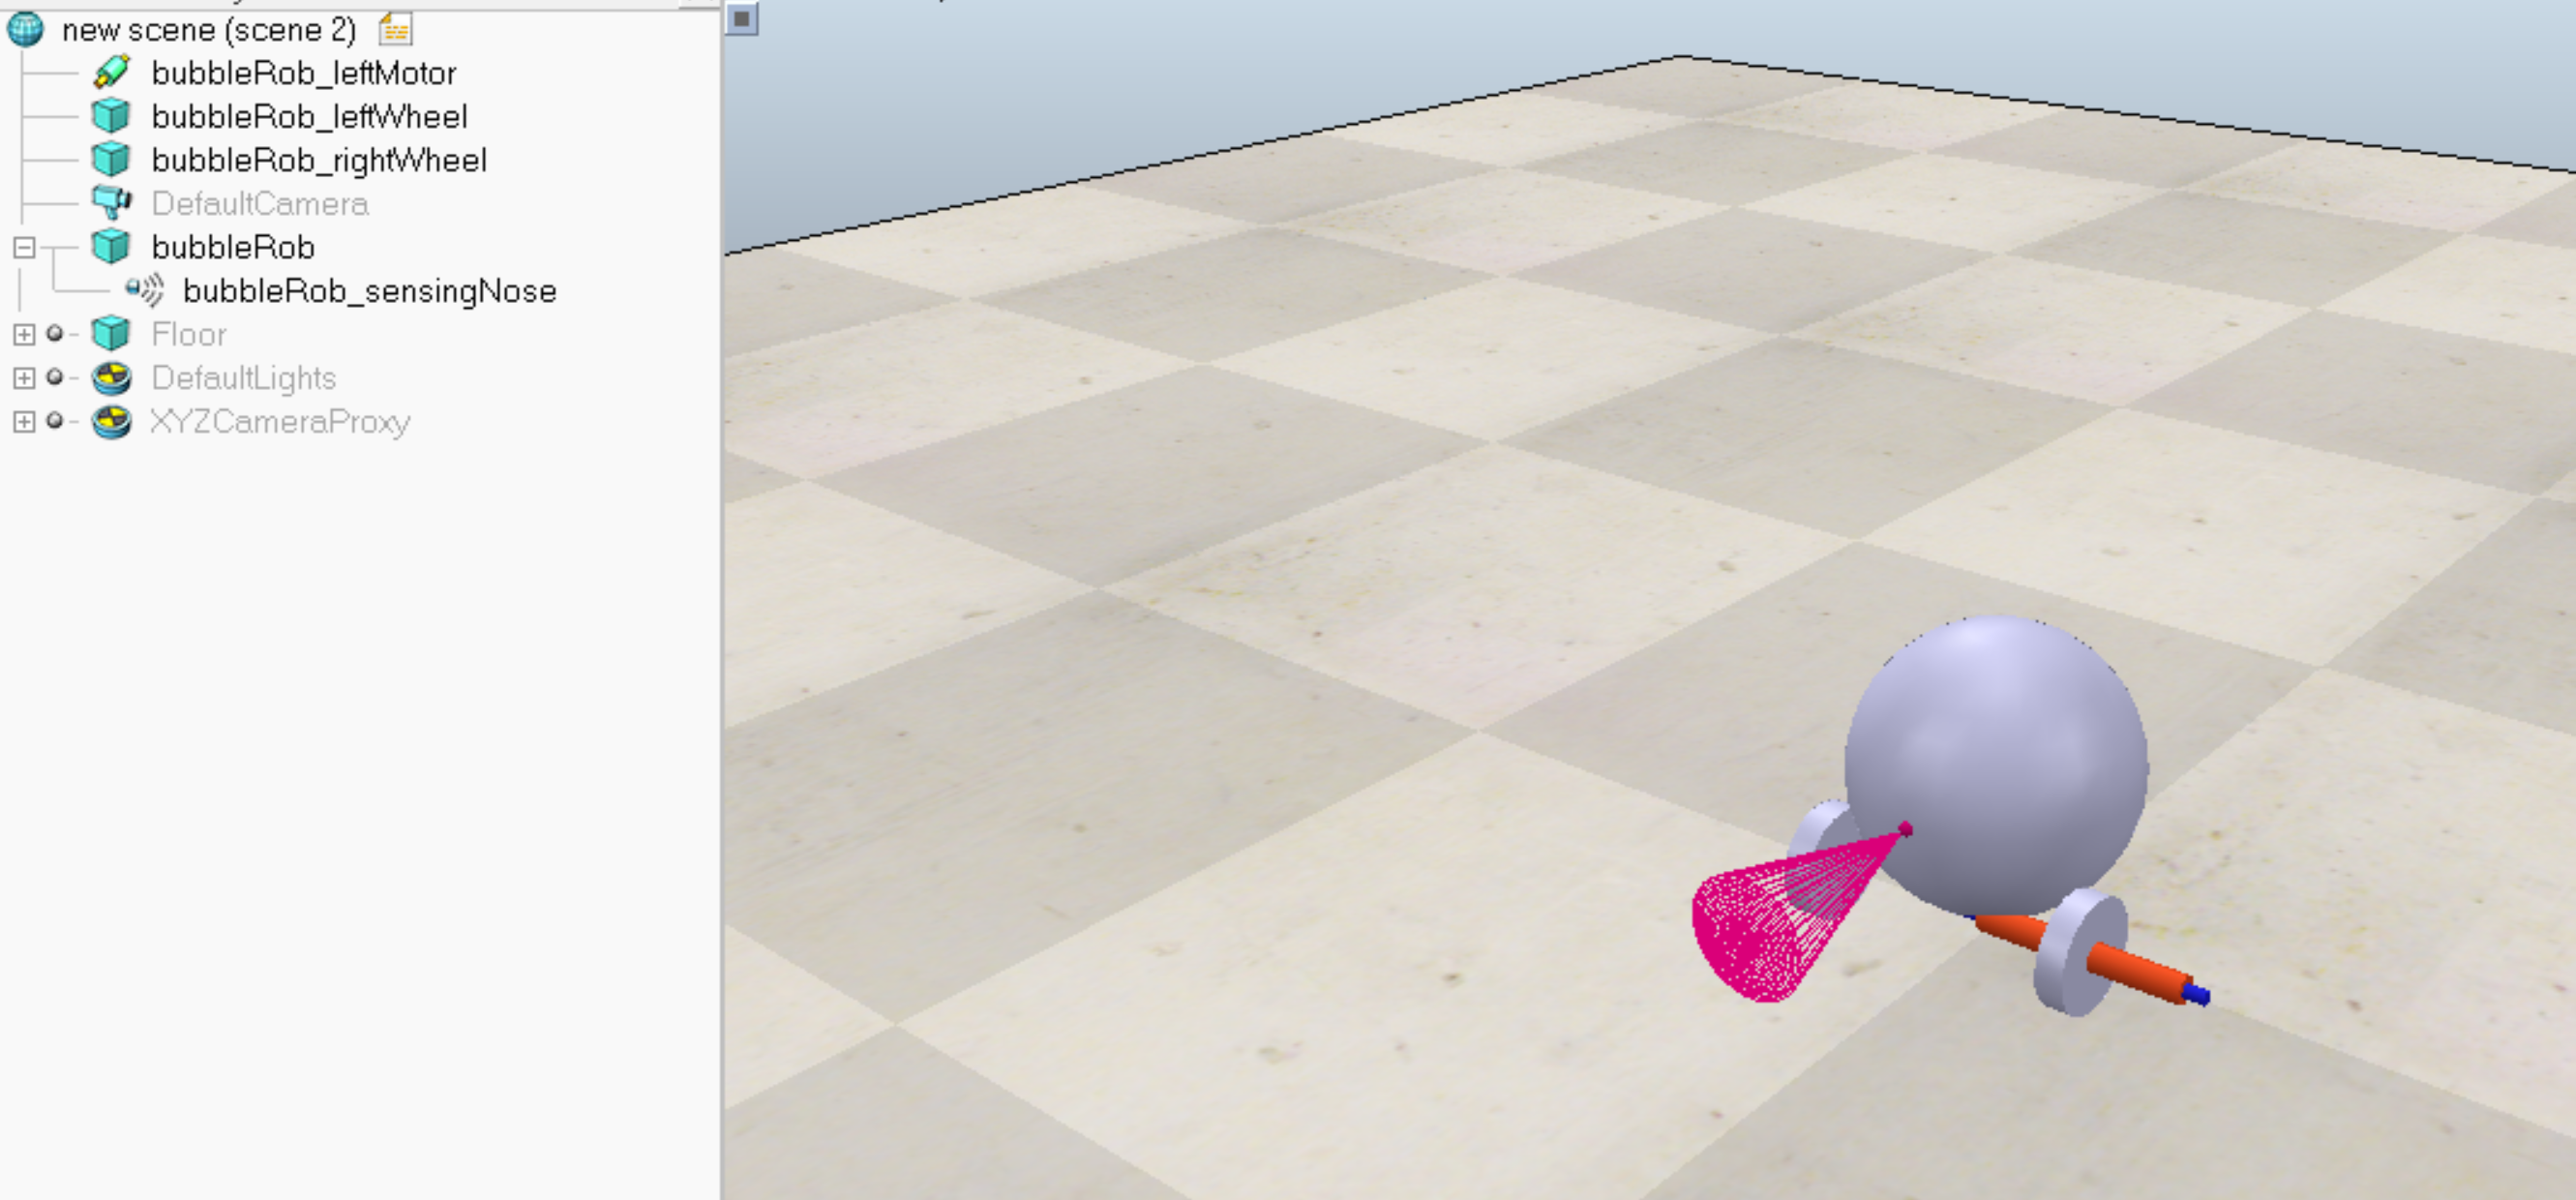 new scene (scene 2)
bubbleRob_leftMotor
bubbleRob_leftWheel
bubbleRob_rightWheel
DefaultCamera
bubbleRob
bubbleRob_sensingNose
Floor
DefaultLights
XYZCameraProxy